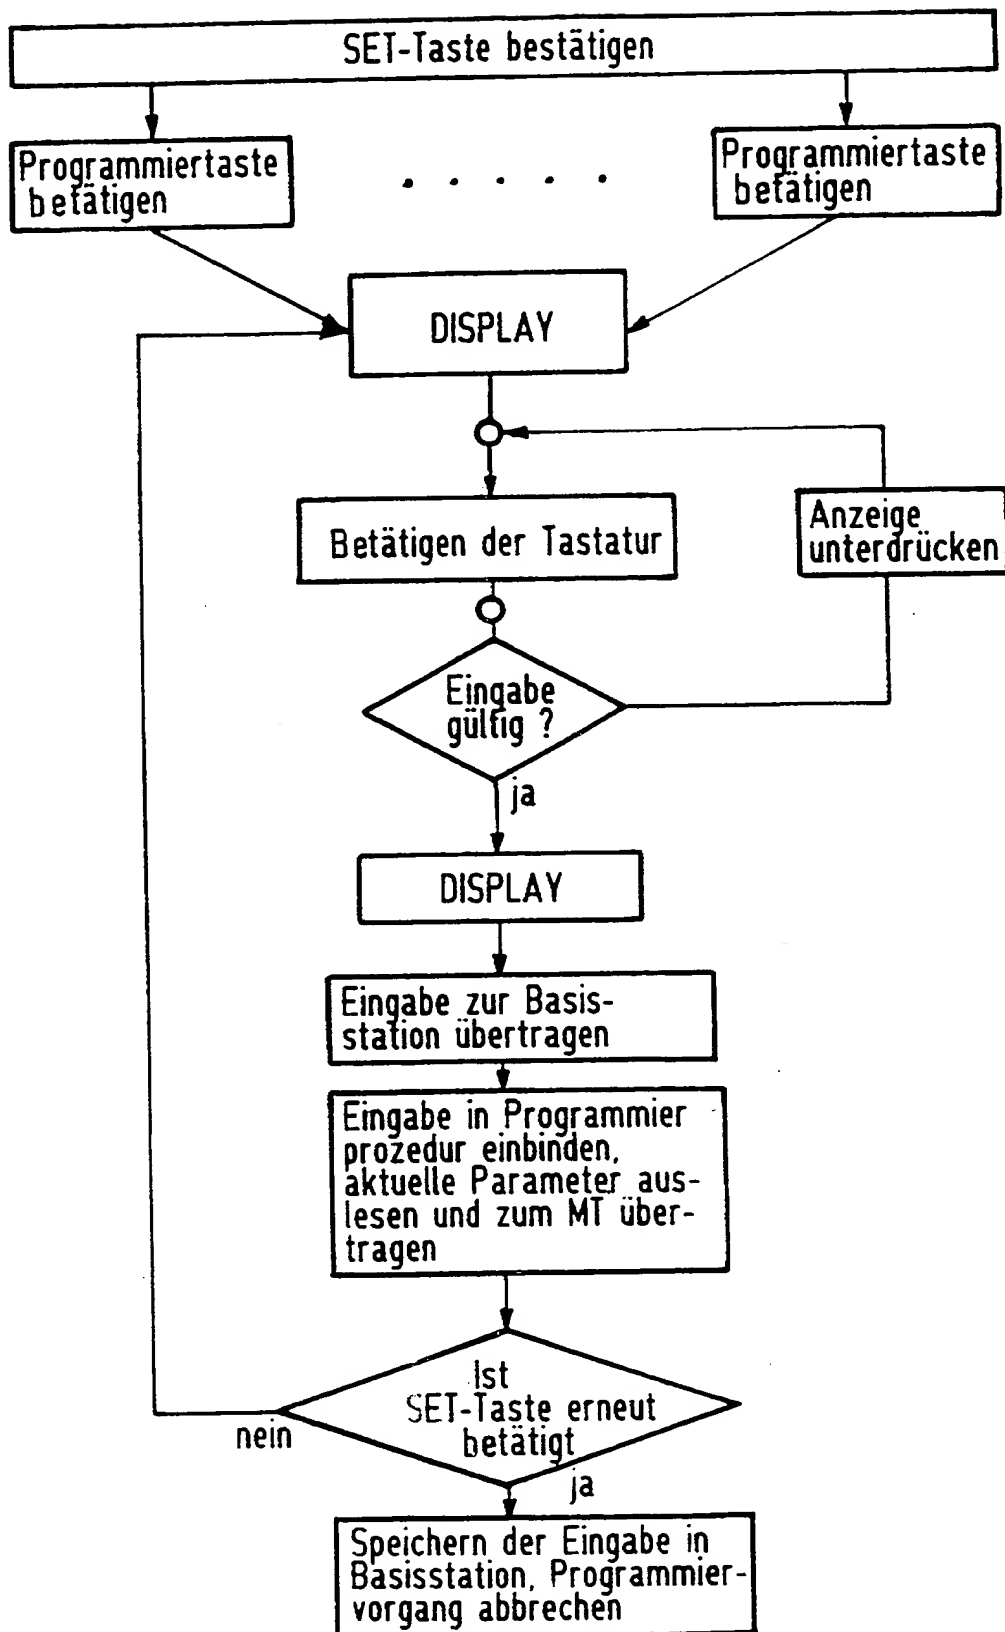 SET-Taste bestätigen
Programmiertaste
betätigen
Programmiertaste
betätigen
DISPLAY
Betätigen der Tastatur
Anzeige
unterdrücken
Eingabe
gültig ?
ja
DISPLAY
Eingabe zur Basis-
station übertragen
Eingabe in Programmier
prozedur einbinden,
aktuelle Parameter aus-
lesen und zum MT über-
tragen
Ist
SET-Taste erneut
betätigt
nein
ja
Speichern der Eingabe in
Basisstation, Programmier-
vorgang abbrechen